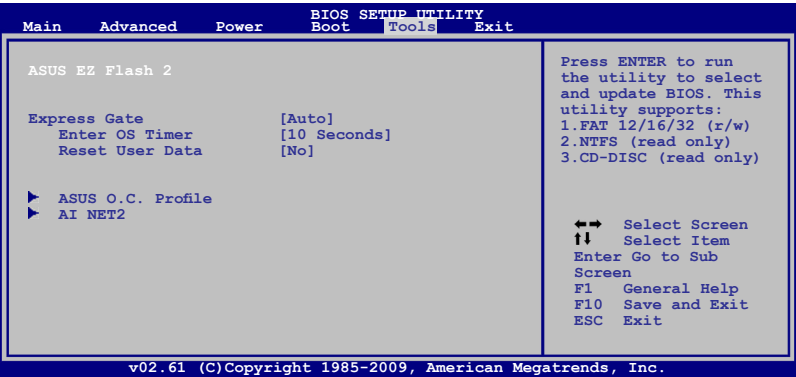 BIOS SETUP UTILITY
Main Advanced Power Boot Tools Exit
ASUS EZ Flash 2
Express Gate [Auto]
Enter OS Timer [10 Seconds]
Reset User Data [No]
ASUS O.C. Profile
AI NET2
Press ENTER to run
the utility to select
and update BIOS. This
utility supports:
1.FAT 12/16/32 (r/w)
2.NTFS (read only)
3.CD-DISC (read only)
Select Screen
Select Item
Enter Go to Sub
Screen
F1 General Help
F10 Save and Exit
ESC Exit
v02.61 (C)Copyright 1985-2009, American Megatrends, Inc.